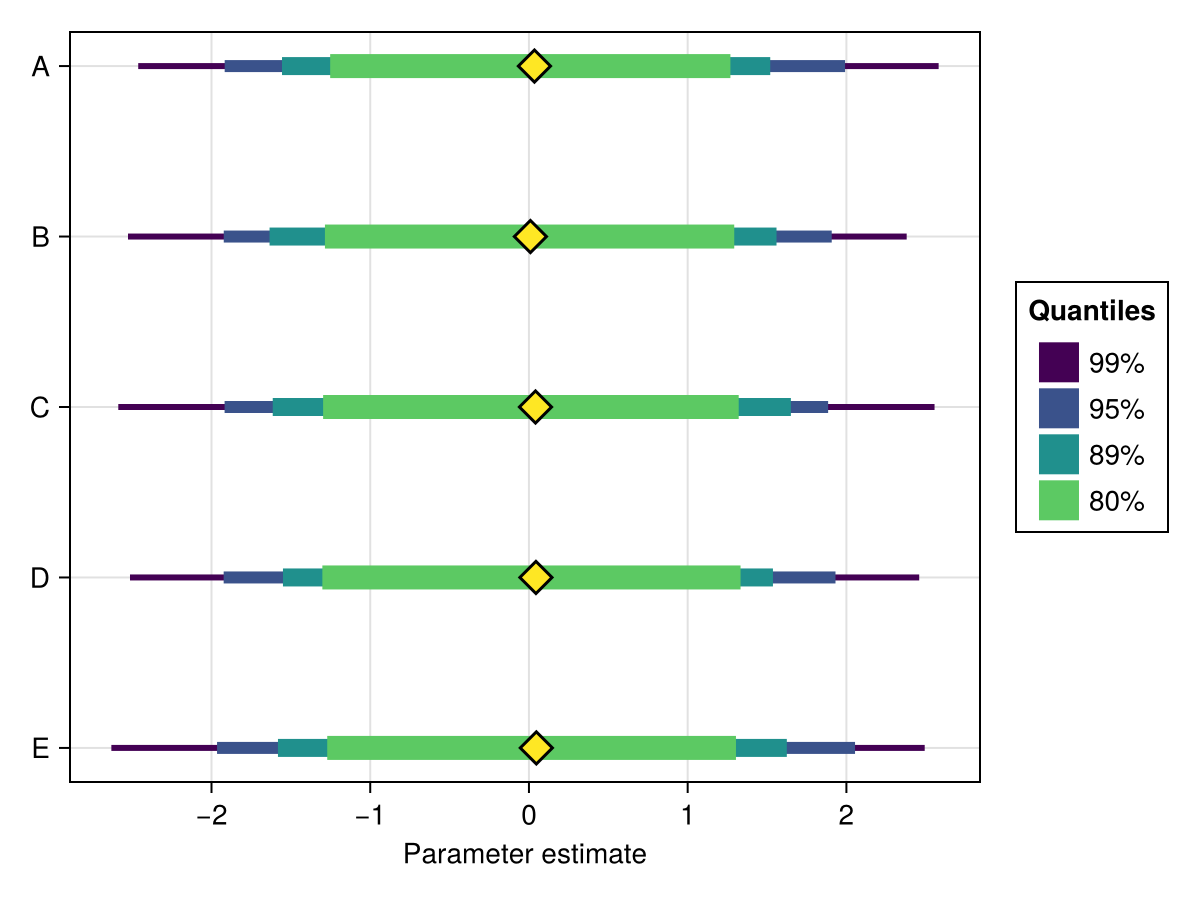 A
B
C
D
E
−2 −1 0 1 2
Parameter estimate
Quantiles
99%
95%
89%
80%